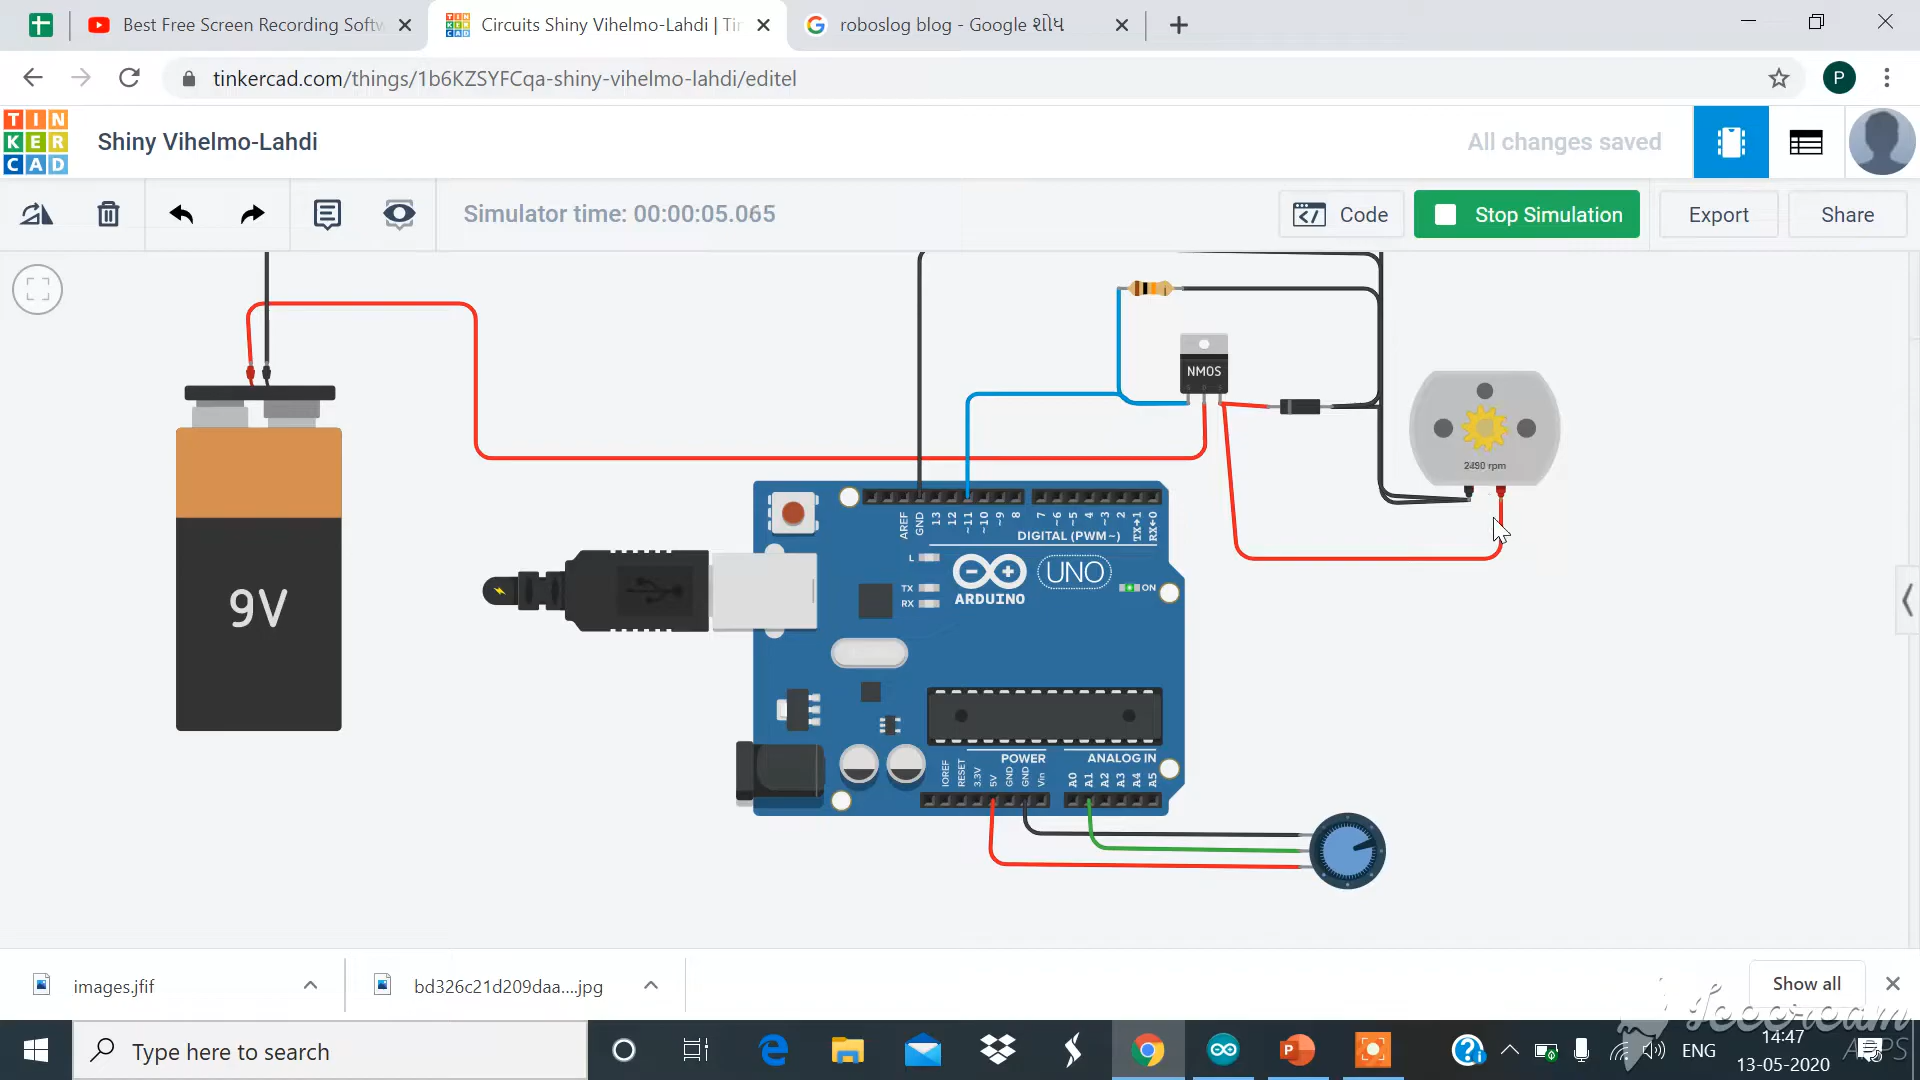 Best Free Screen Recording Softw
Circuits Shiny Vihelmo-Lahdi | Tin
roboslog blog - Google શોધ
tinkercad.com/things/1b6KZSYFCqa-shiny-vihelmo-lahdi/editel
P
TIN
KER
CAD
Shiny Vihelmo-Lahdi
All changes saved
Simulator time: 00:00:05.065
Code
Stop Simulation
Export
Share
NMOS
2490 rpm
9V
AREF
GND
13
12
~11
~10
~9
8
7
~6
~5
4
~3
2
TX→1
RX←0
DIGITAL (PWM~)
L
TX
RX
ARDUINO
UNO
ON
POWER
ANALOG IN
IOREF
RESET
3.3V
5V
GND
GND
Vin
A0
A1
A2
A3
A4
A5
images.jfif
bd326c21d209daa....jpg
Show all
Icecream
APPS
Type here to search
ENG
14:47
13-05-2020